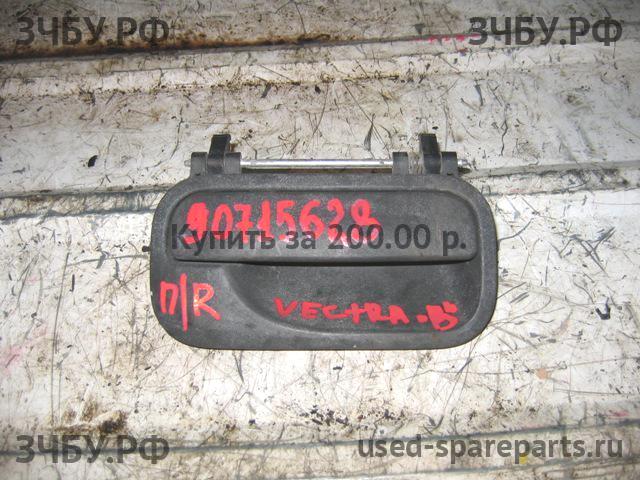 ЗЧБУ.РФ ЗЧБУ.РФ
90715628
Купить за 200.00 р.
П/R VECTRA-B"
ЗЧБУ.РФ used-spareparts.ru